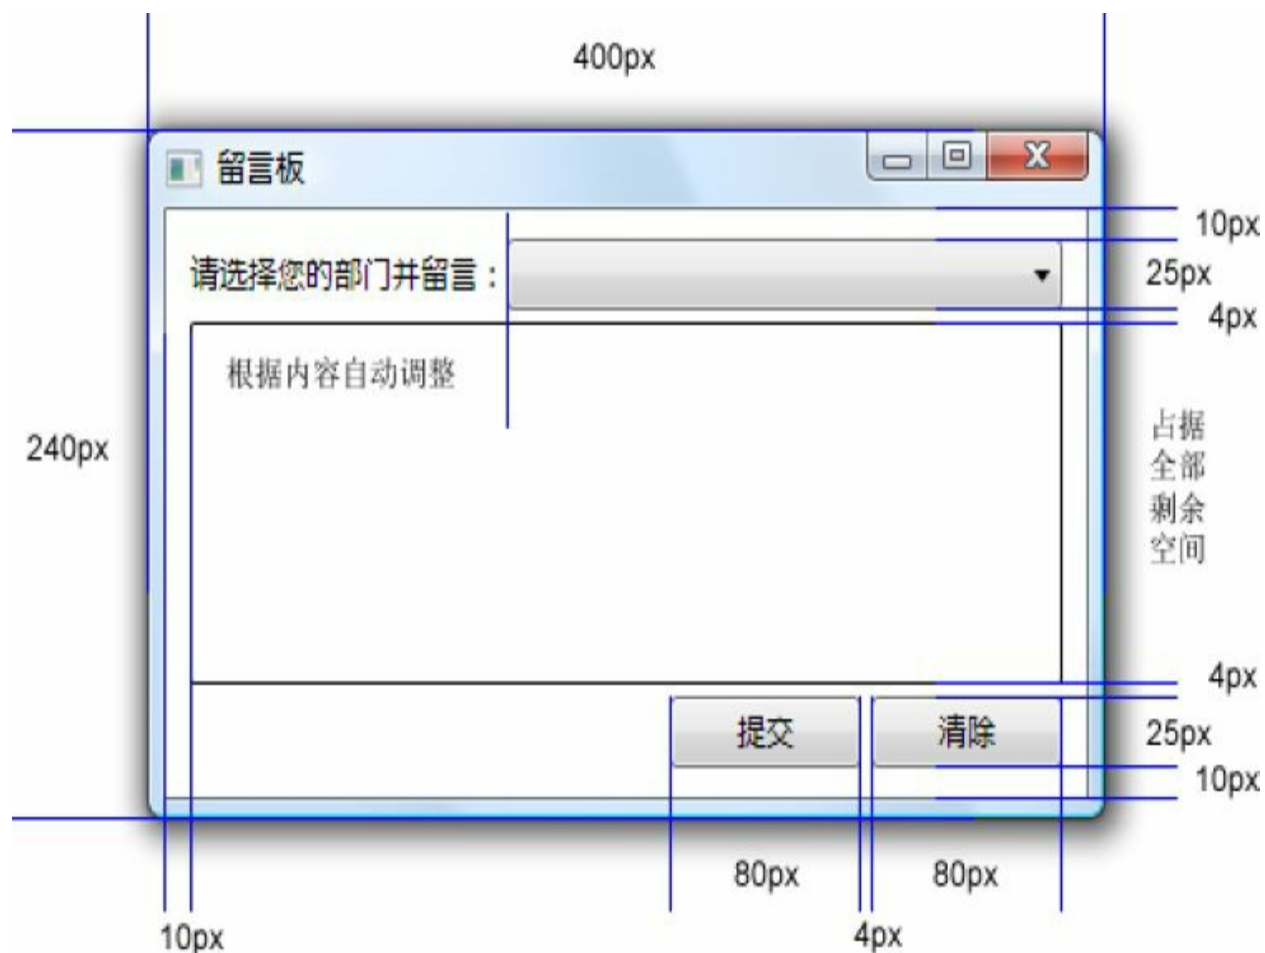 400px
留言板
10px
请选择您的部门并留言：
25px
4px
根据内容自动调整
240px
占据
全部
剩余
空间
4px
提交
清除
25px
10px
80px
80px
10px
4px